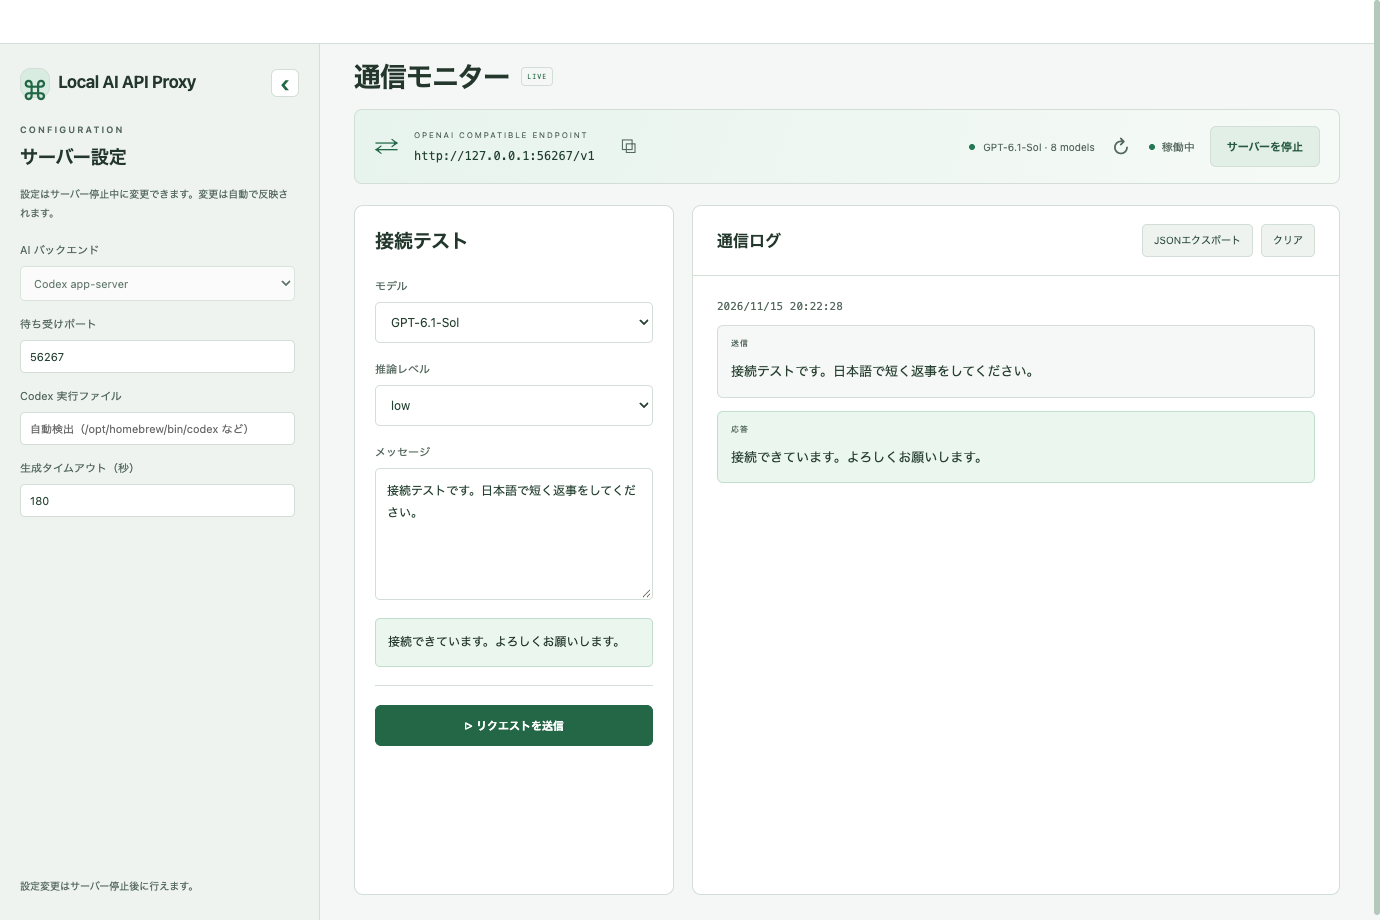 Local AI API Proxy
CONFIGURATION
サーバー設定
設定はサーバー停止中に変更できます。変更は自動で反映さ
れます。
AI バックエンド
Codex app-server
待ち受けポート
56267
Codex 実行ファイル
自動検出（/opt/homebrew/bin/codex など）
生成タイムアウト（秒）
180
設定変更はサーバー停止後に行えます。
通信モニター
LIVE
OPENAI COMPATIBLE ENDPOINT
http://127.0.0.1:56267/v1
GPT-6.1-Sol · 8 models
稼働中
サーバーを停止
接続テスト
モデル
GPT-6.1-Sol
推論レベル
low
メッセージ
接続テストです。日本語で短く返事をしてくだ
さい。
接続できています。よろしくお願いします。
リクエストを送信
通信ログ
JSONエクスポート
クリア
2026/11/15 20:22:28
送信
接続テストです。日本語で短く返事をしてください。
応答
接続できています。よろしくお願いします。